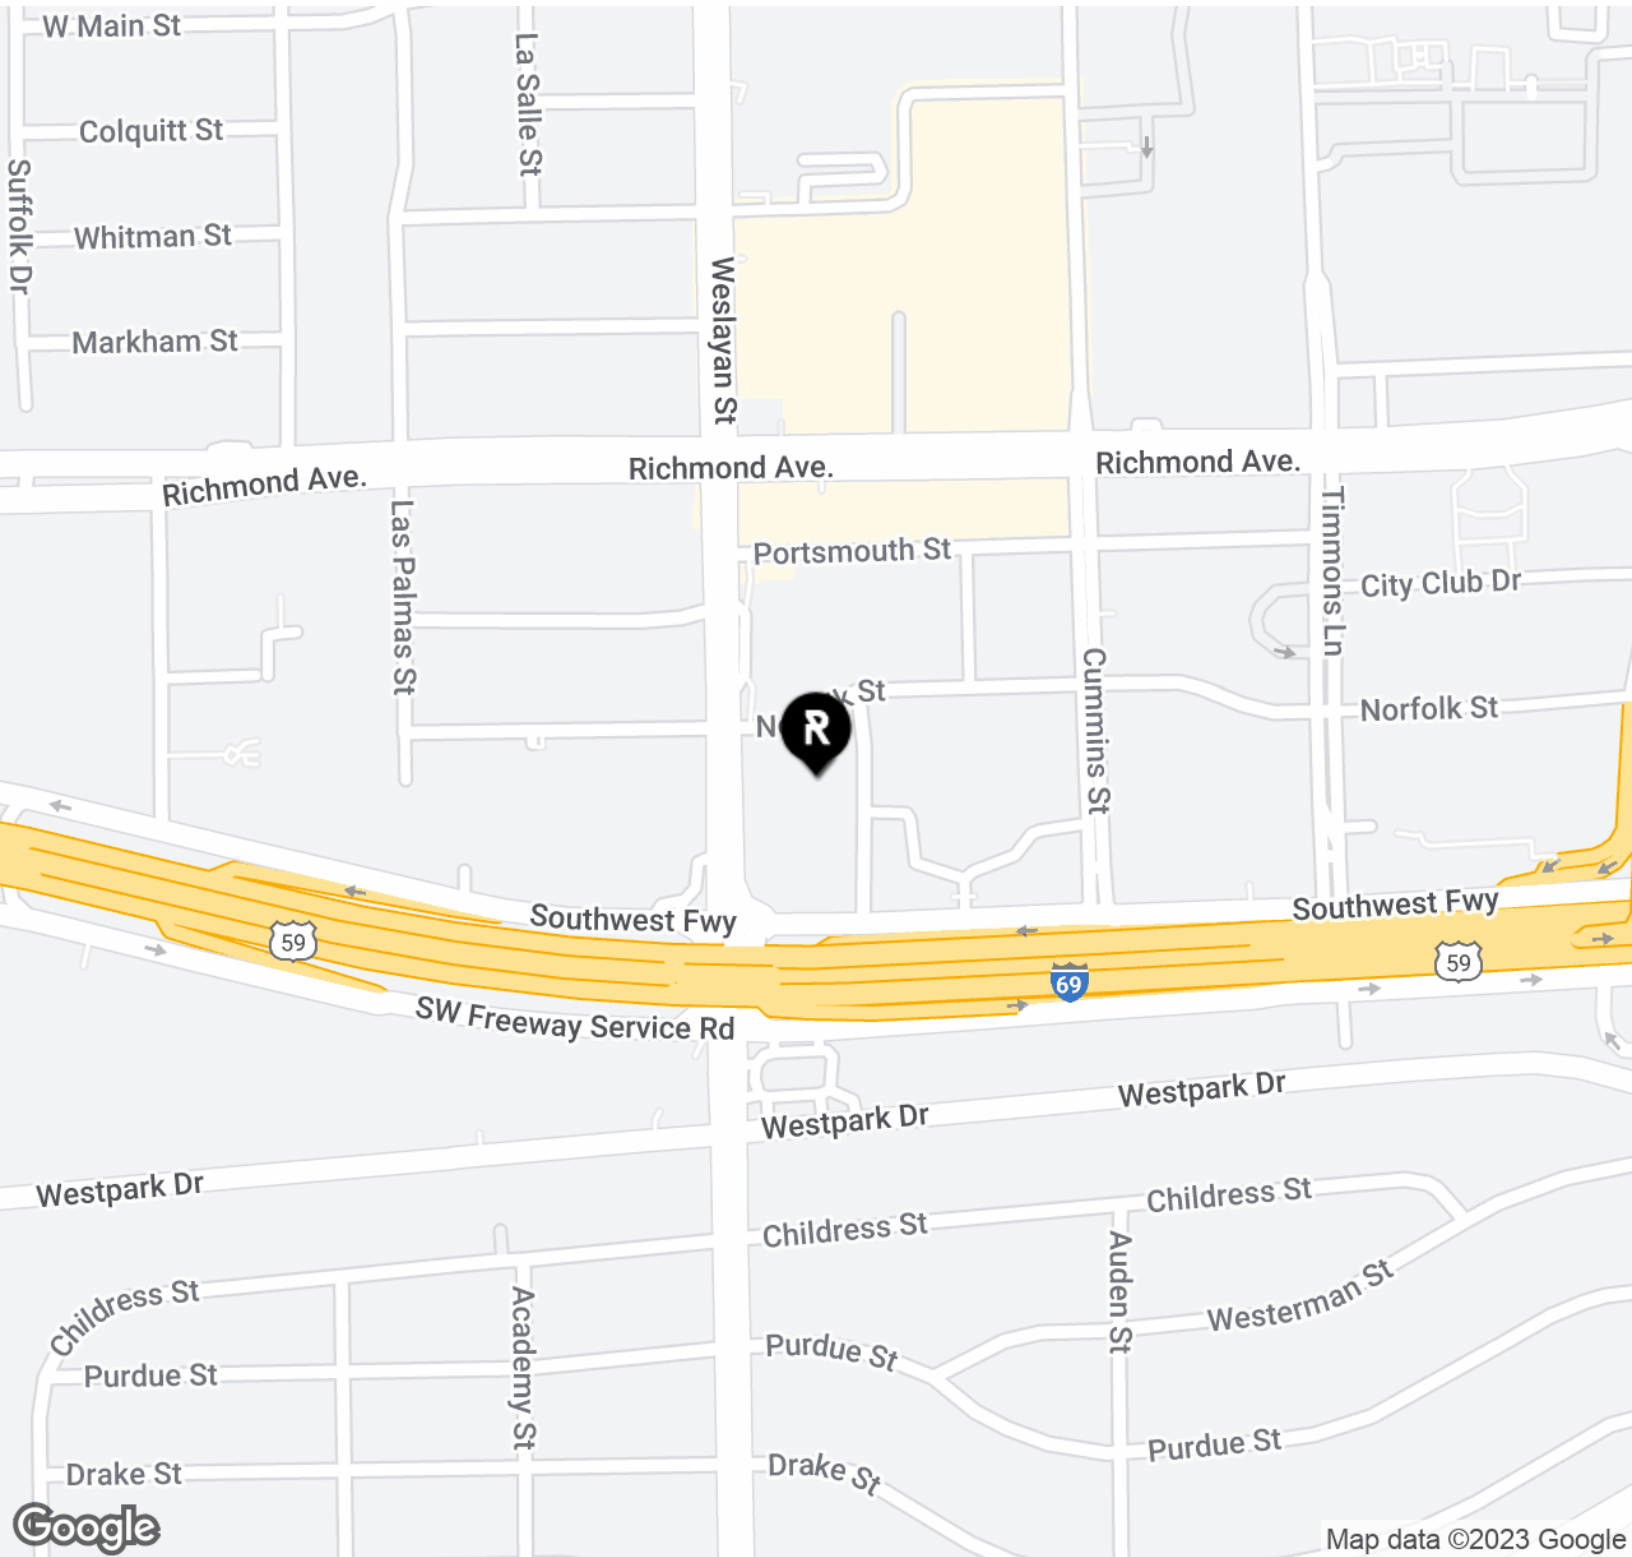 W Main St
La Salle St
Colquitt St
Suffolk Dr
Whitman St
Markham St
Weslayan St
Richmond Ave.
Richmond Ave.
Richmond Ave.
Las Palmas St
Portsmouth St
Timmons Ln
City Club Dr
Cummins St
St
R
Norfolk St
Southwest Fwy
Southwest Fwy
59
59
69
SW Freeway Service Rd
Westpark Dr
Westpark Dr
Westpark Dr
Childress St
Childress St
Childress St
Auden St
Westerman St
Academy St
Purdue St
Purdue St
Purdue St
Drake St
Drake St
Google
Map data ©2023 Google